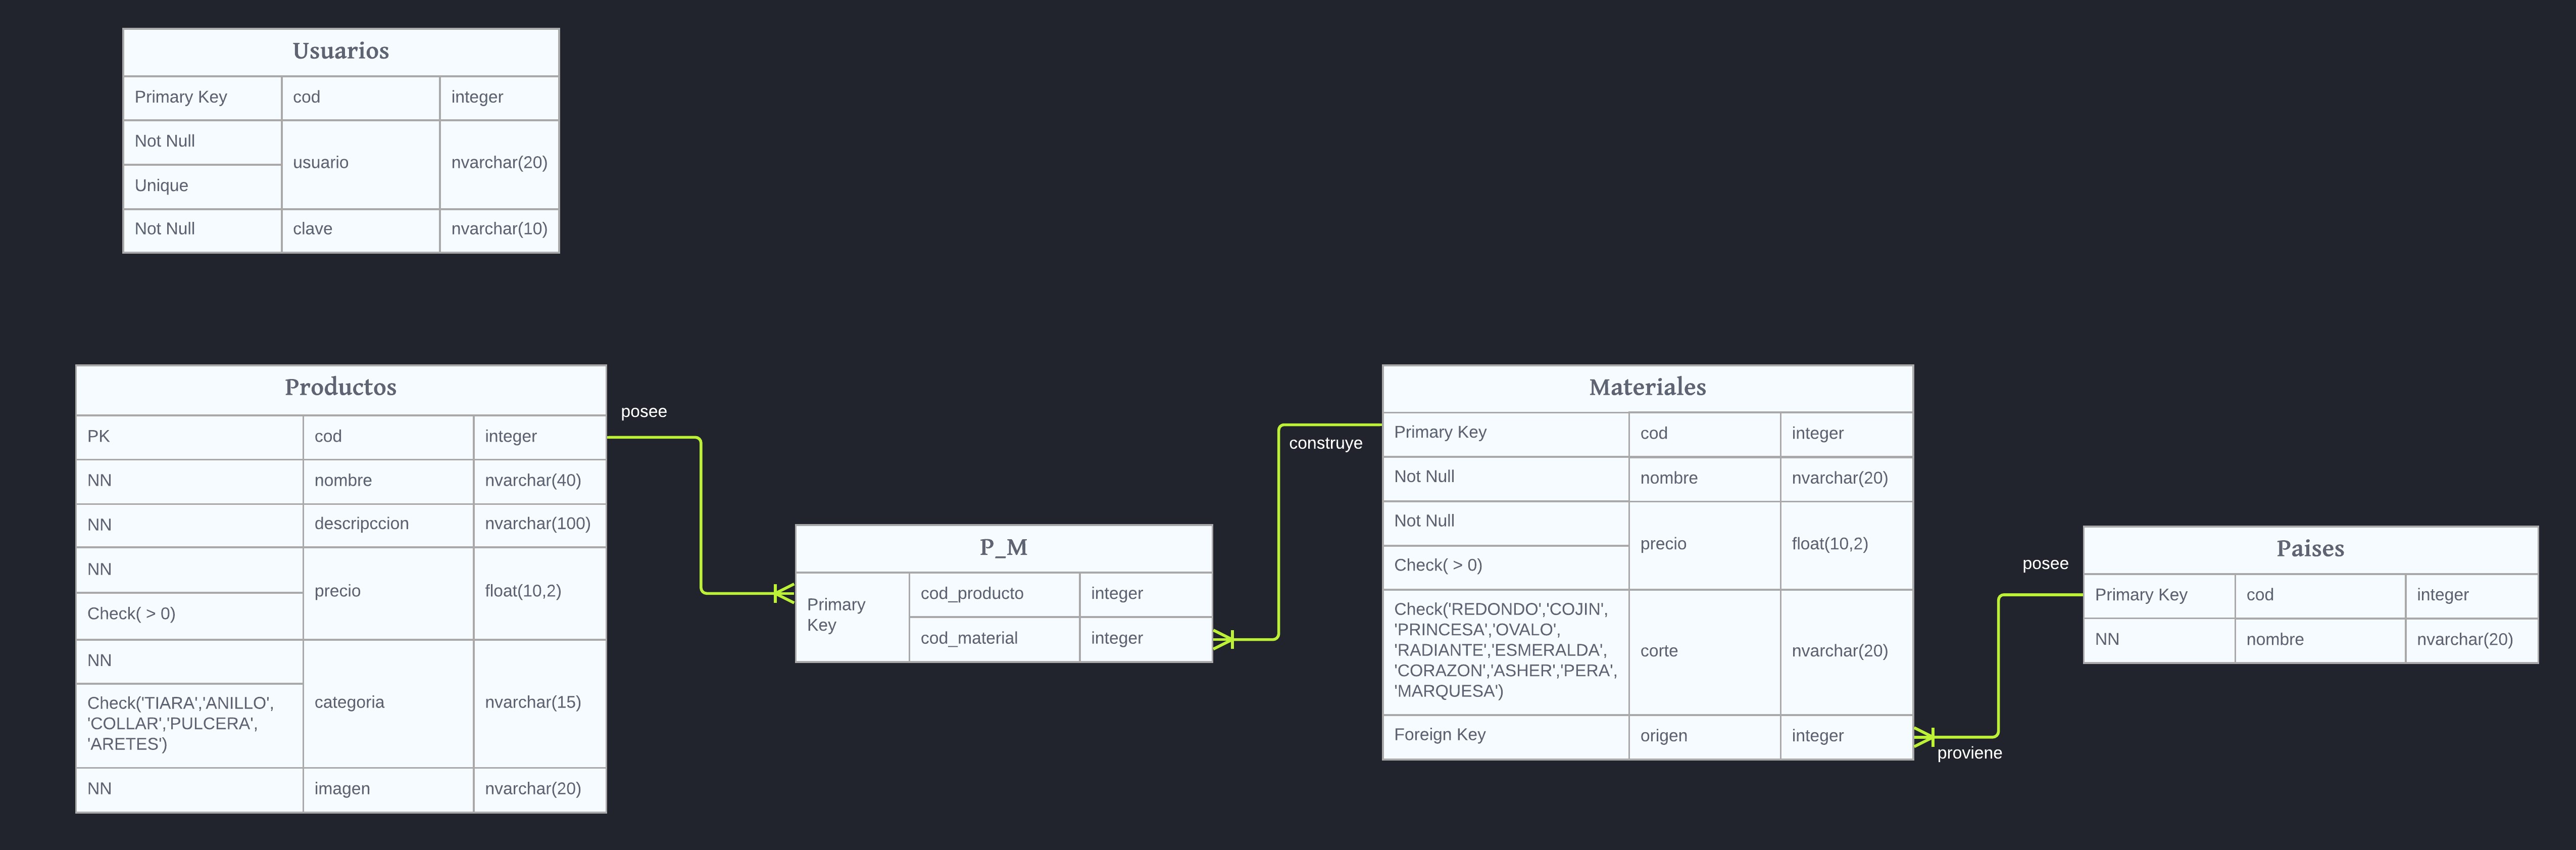 Usuarios
Primary Key cod integer
Not Null
usuario nvarchar(20)
Unique
Not Null clave nvarchar(10)
Productos
PK cod integer
NN nombre nvarchar(40)
NN descripccion nvarchar(100)
NN
precio float(10,2)
Check( > 0)
NN
Check('TIARA','ANILLO',
'COLLAR','PULCERA',
'ARETES')
categoria nvarchar(15)
NN imagen nvarchar(20)
posee
P_M
Primary
Key
cod_producto integer
cod_material integer
construye
Materiales
Primary Key cod integer
Not Null nombre nvarchar(20)
Not Null
precio float(10,2)
Check( > 0)
Check('REDONDO','COJIN',
'PRINCESA','OVALO',
'RADIANTE','ESMERALDA',
'CORAZON','ASHER','PERA',
'MARQUESA')
corte nvarchar(20)
Foreign Key origen integer
proviene
posee
Paises
Primary Key cod integer
NN nombre nvarchar(20)